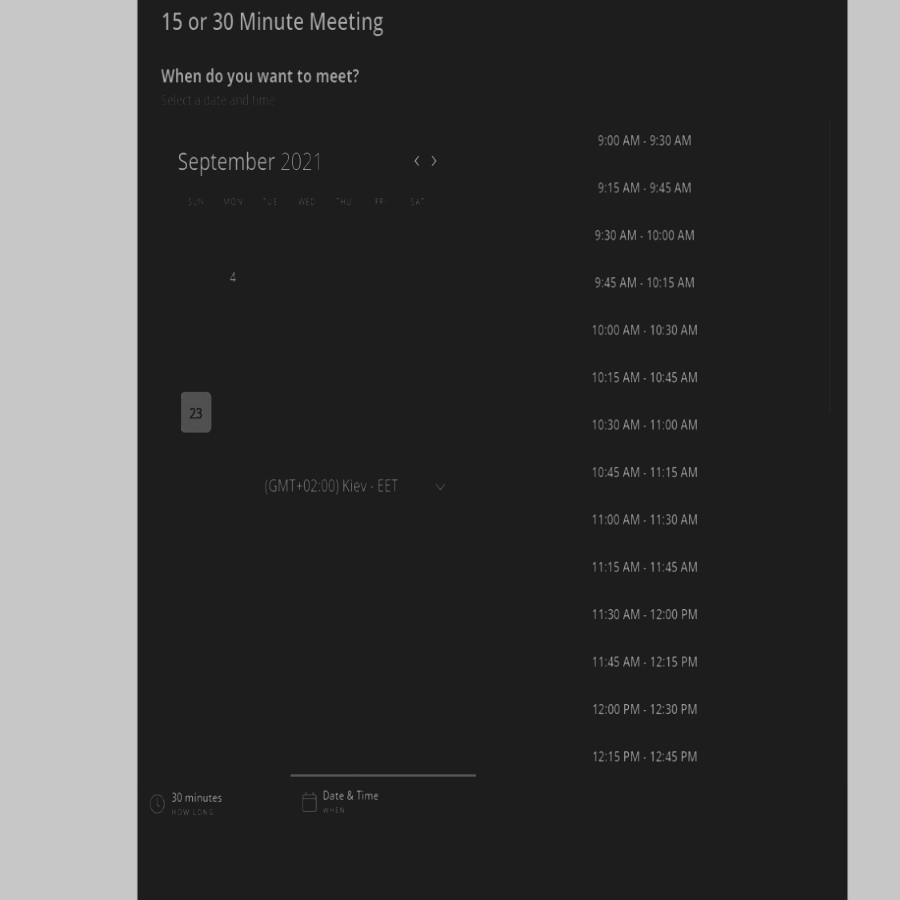 15 or 30 Minute Meeting
When do you want to meet?
Select a date and time
September 2021
SUN MON TUE WED THU FRI SAT
4
23
(GMT+02:00) Kiev - EET
9:00 AM - 9:30 AM
9:15 AM - 9:45 AM
9:30 AM - 10:00 AM
9:45 AM - 10:15 AM
10:00 AM - 10:30 AM
10:15 AM - 10:45 AM
10:30 AM - 11:00 AM
10:45 AM - 11:15 AM
11:00 AM - 11:30 AM
11:15 AM - 11:45 AM
11:30 AM - 12:00 PM
11:45 AM - 12:15 PM
12:00 PM - 12:30 PM
12:15 PM - 12:45 PM
30 minutes
HOW LONG
Date & Time
WHEN